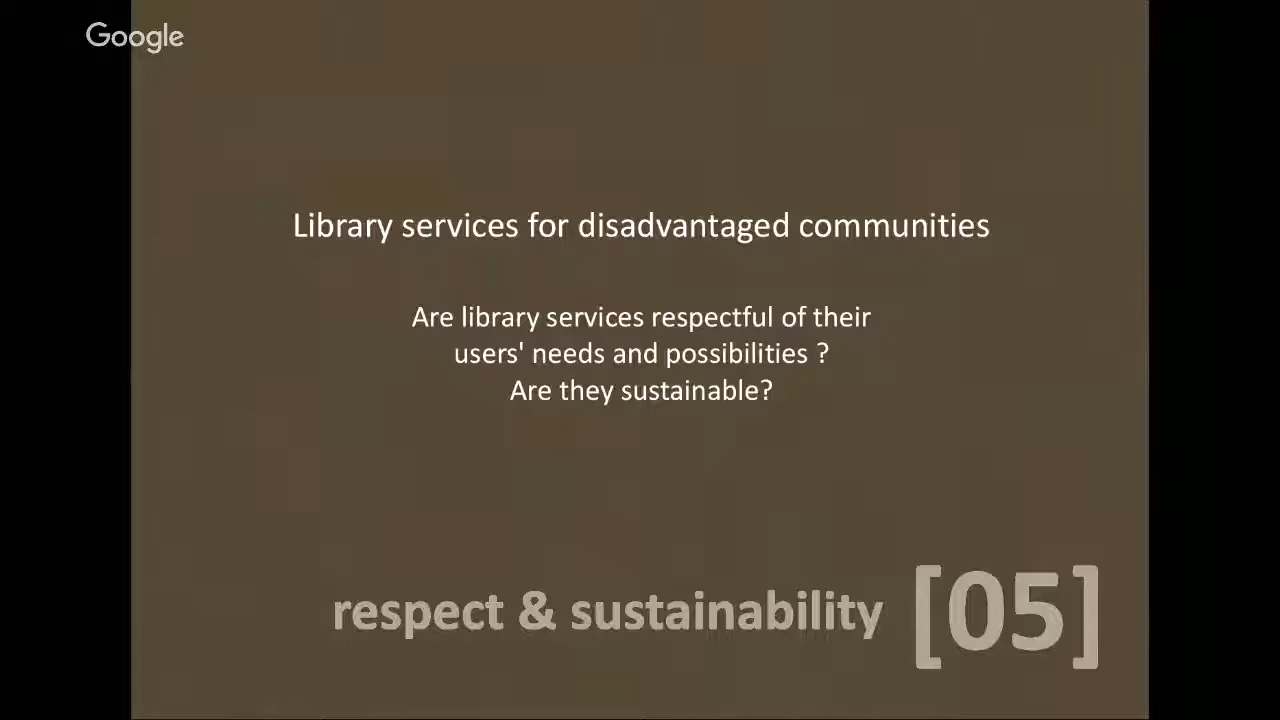 Google
Library services for disadvantaged communities
Are library services respectful of their
users' needs and possibilities ?
Are they sustainable?
respect & sustainability [05]